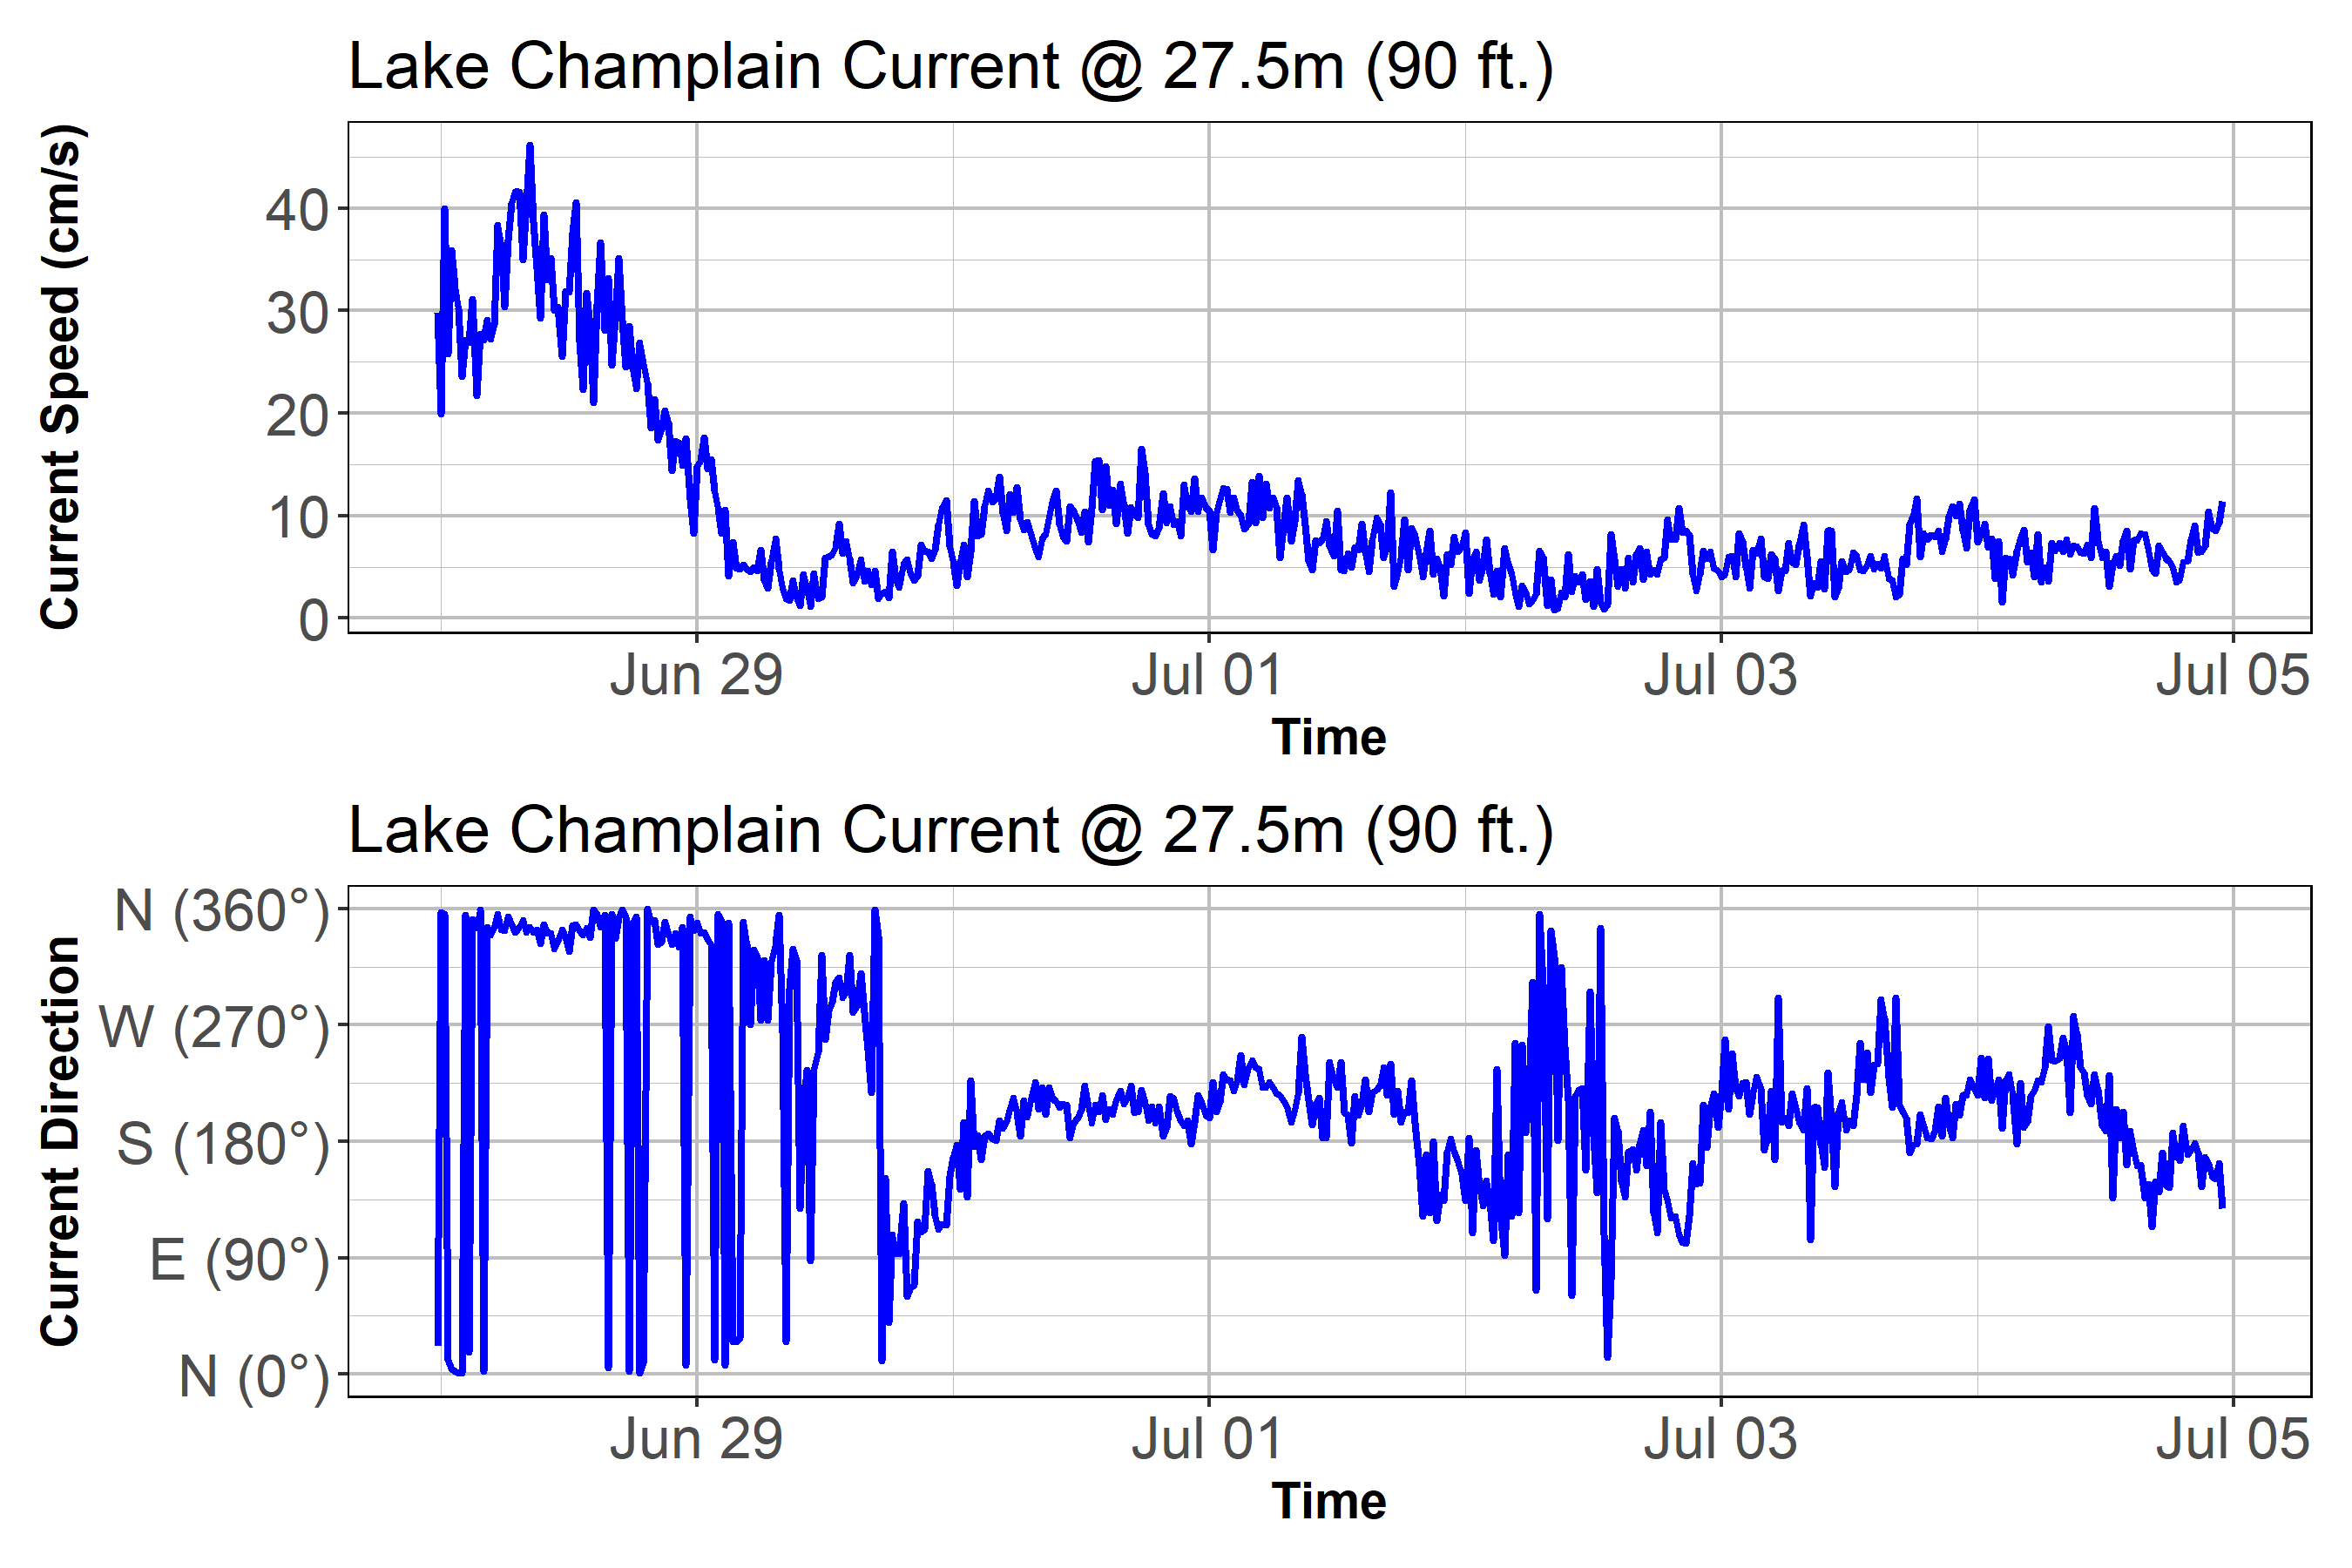 Lake Champlain Current @ 27.5m (90 ft.)
Current Speed (cm/s)
40
30
20
10
0
Jun 29 Jul 01 Jul 03 Jul 05
Time
Lake Champlain Current @ 27.5m (90 ft.)
Current Direction
N (360°)
W (270°)
S (180°)
E (90°)
N (0°)
Jun 29 Jul 01 Jul 03 Jul 05
Time